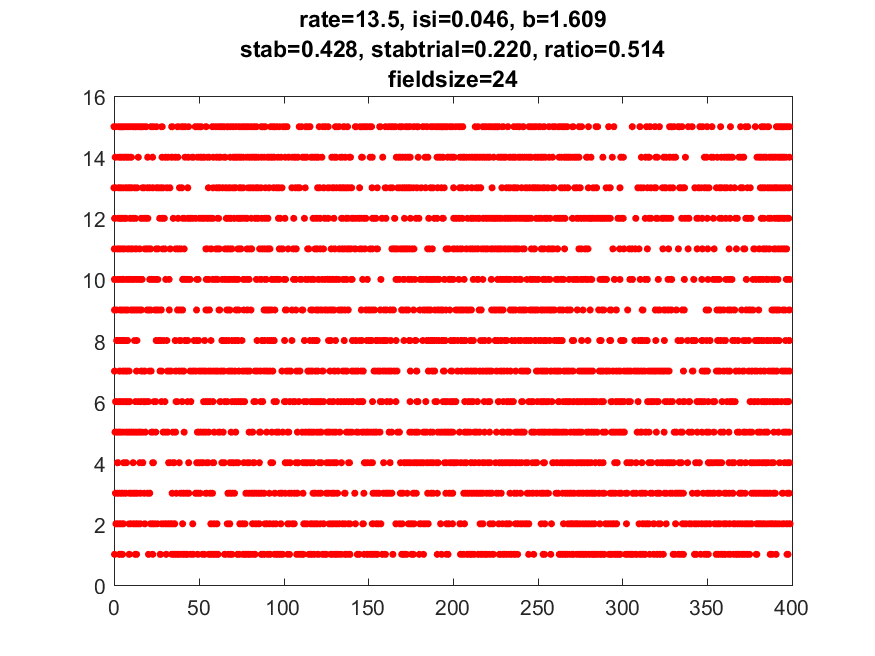 rate=13.5, isi=0.046, b=1.609
stab=0.428, stabtrial=0.220, ratio=0.514
fieldsize=24
16
14
12
10
8
6
4
2
0
0 50 100 150 200 250 300 350 400